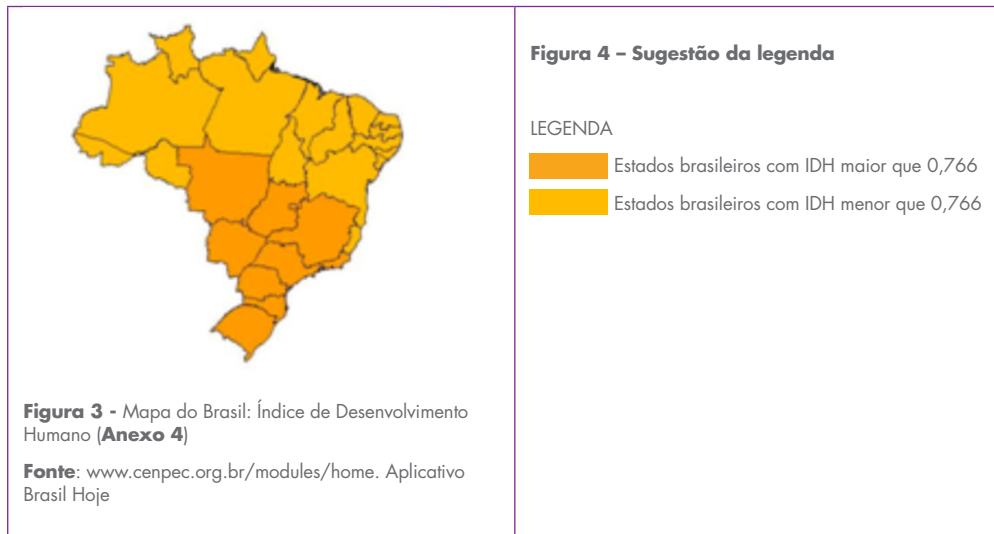 Figura 3 - Mapa do Brasil: Índice de Desenvolvimento
Humano (Anexo 4)
Fonte: www.cenpec.org.br/modules/home. Aplicativo
Brasil Hoje
Figura 4 – Sugestão da legenda
LEGENDA
Estados brasileiros com IDH maior que 0,766
Estados brasileiros com IDH menor que 0,766